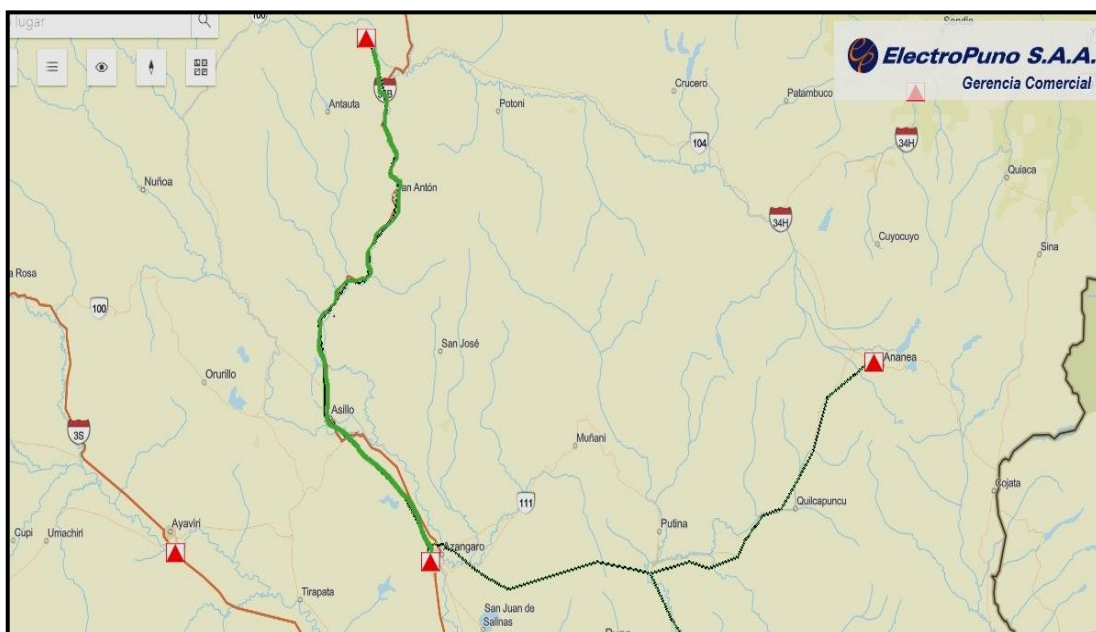 lugar
100
Sandia
ElectroPuno S.A.A.
Gerencia Comercial
Antauta
Potoni
Crucero
Patambuco
104
34H
Quiaca
Nuñoa
an Antón
34H
Cuyocuyo
Sina
a Rosa
100
San José
Ananea
Orurillo
Asillo
3S
Muñani
111
Cojata
Quilcapuncu
Ayaviri
Cupi
Umachiri
Putina
Azangaro
Tirapata
San Juan de
Salinas